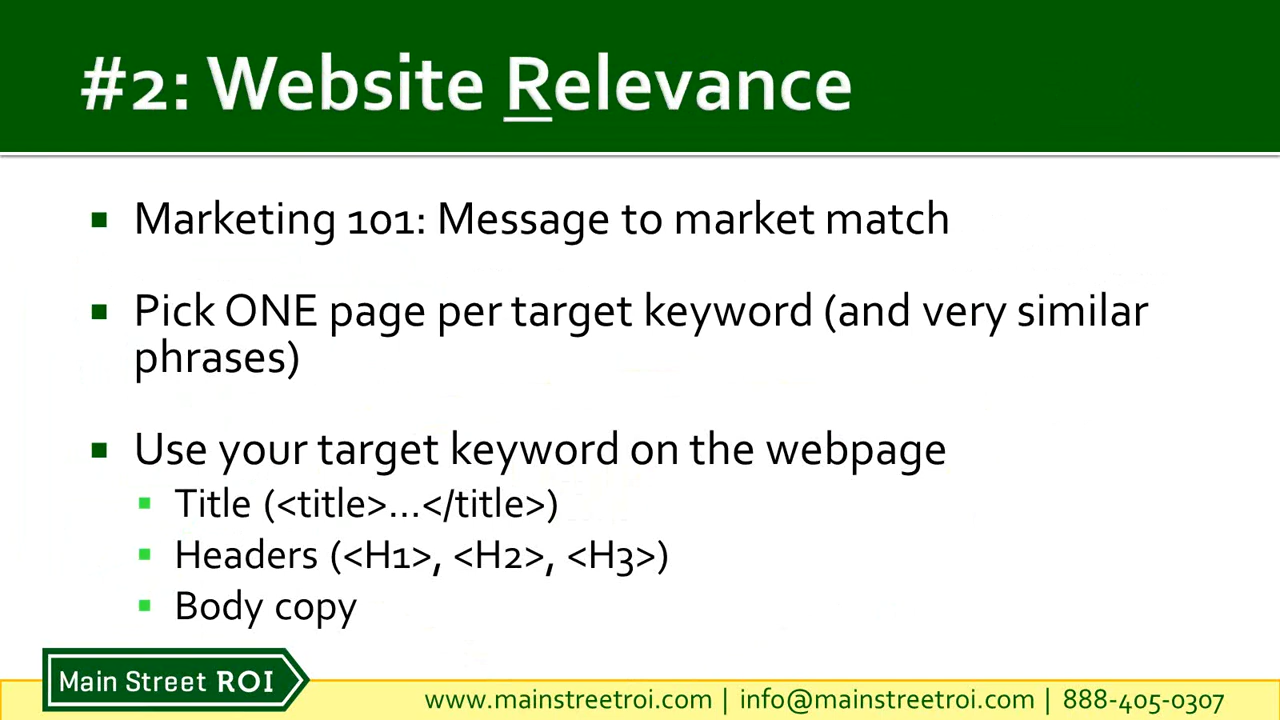 #2: Website Relevance
Marketing 101: Message to market match
Pick ONE page per target keyword (and very similar
phrases)
Use your target keyword on the webpage
Title (<title>...</title>)
Headers (<H1>, <H2>, <H3>)
Body copy
Main Street ROI
www.mainstreetroi.com | info@mainstreetroi.com | 888-405-0307